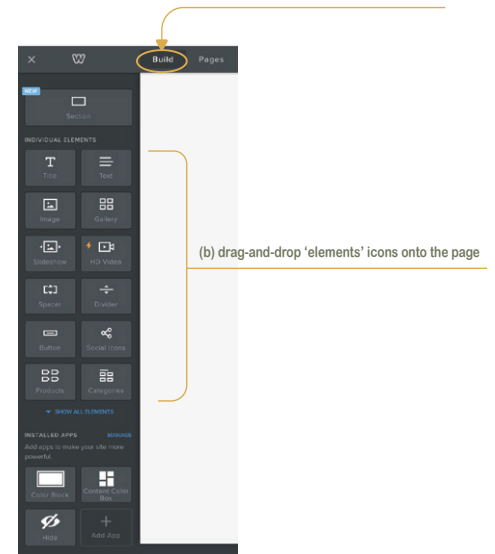 Build Pages
NEW
Section
INDIVIDUAL ELEMENTS
Title Text
Image Gallery
Slideshow HD Video
(b) drag-and-drop ‘elements’ icons onto the page
Spacer Divider
Button Social Icons
Products Categories
SHOW ALL ELEMENTS
INSTALLED APPS MANAGE
Add apps to make your site more
powerful.
Color Block Content Color
Box
Hide Add App